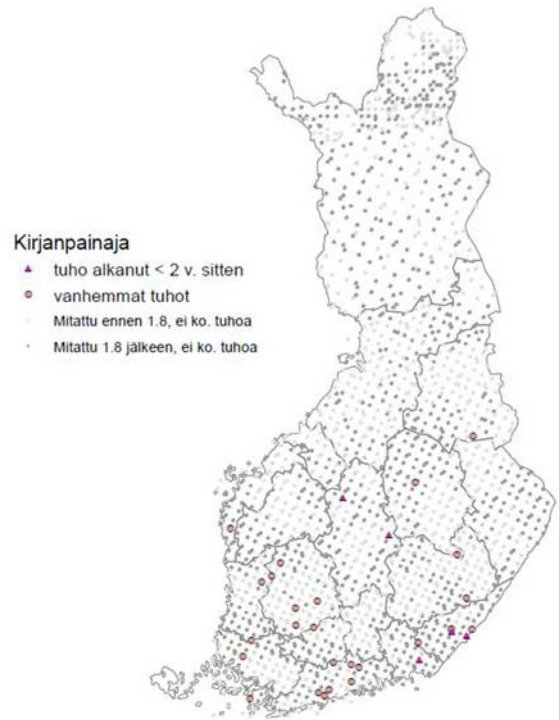 Kirjanpainaja
tuho alkanut < 2 v. sitten
vanhemmat tuhot
Mitattu ennen 1.8, ei ko. tuhoa
Mitattu 1.8 jälkeen, ei ko. tuhoa